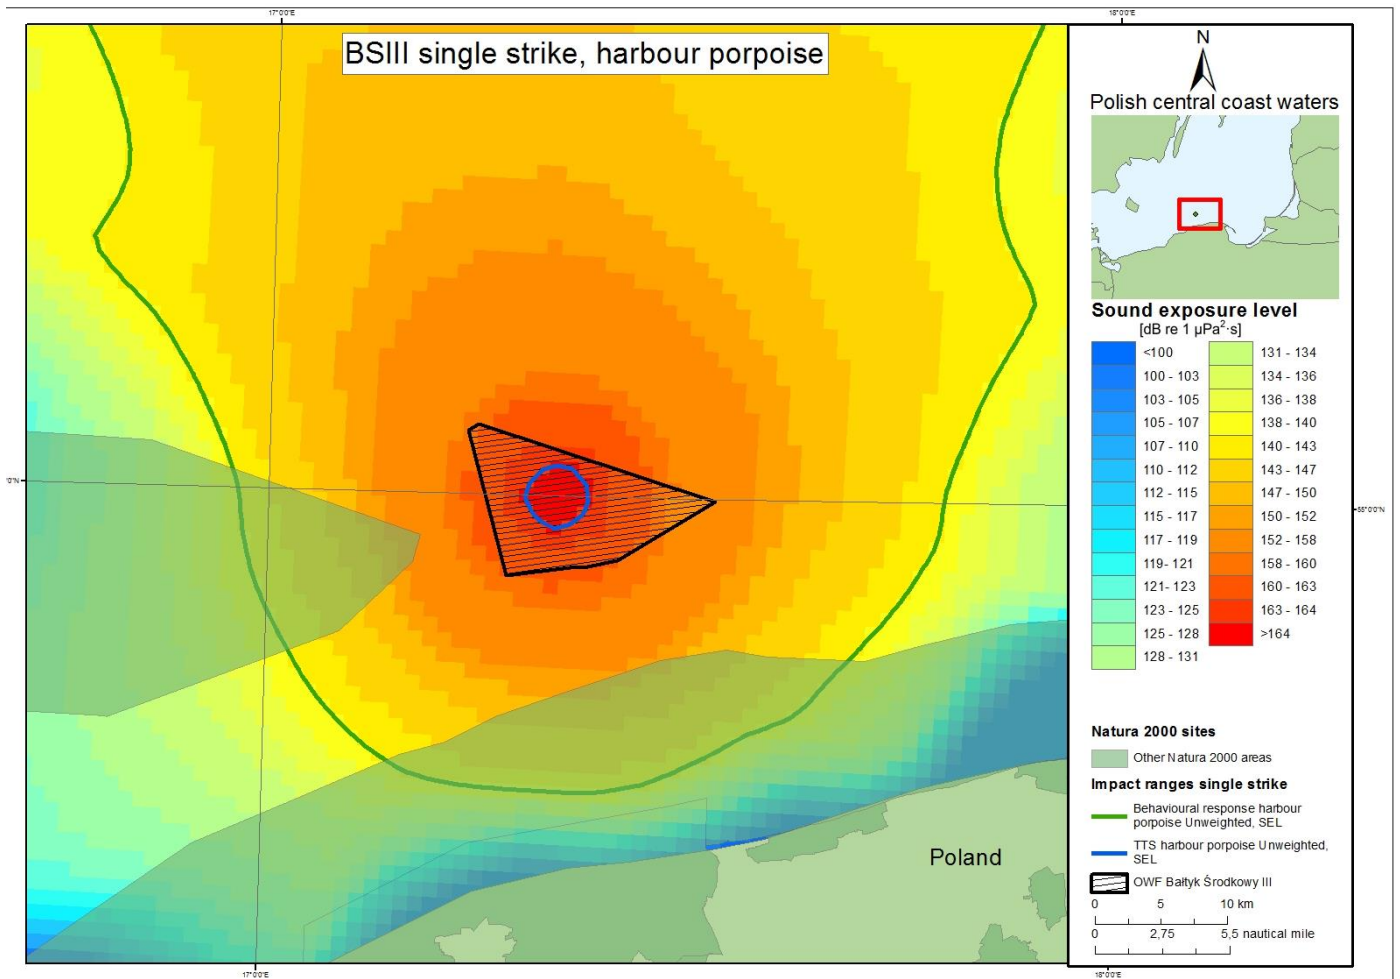 17°0'0"E
18°0'0"E
BSIII single strike, harbour porpoise
N
Polish central coast waters
Sound exposure level
[dB re 1 µPa²·s]
<100
100 - 103
103 - 105
105 - 107
107 - 110
110 - 112
112 - 115
115 - 117
117 - 119
119 - 121
121 - 123
123 - 125
125 - 128
128 - 131
131 - 134
134 - 136
136 - 138
138 - 140
140 - 143
143 - 147
147 - 150
150 - 152
152 - 158
158 - 160
160 - 163
163 - 164
>164
'0"N
55°0'0"N
Natura 2000 sites
Other Natura 2000 areas
Impact ranges single strike
Behavioural response harbour
porpoise Unweighted, SEL
TTS harbour porpoise Unweighted,
SEL
OWF Bałtyk Środkowy III
0 5 10 km
0 2,75 5,5 nautical mile
Poland
17°0'0"E
18°0'0"E